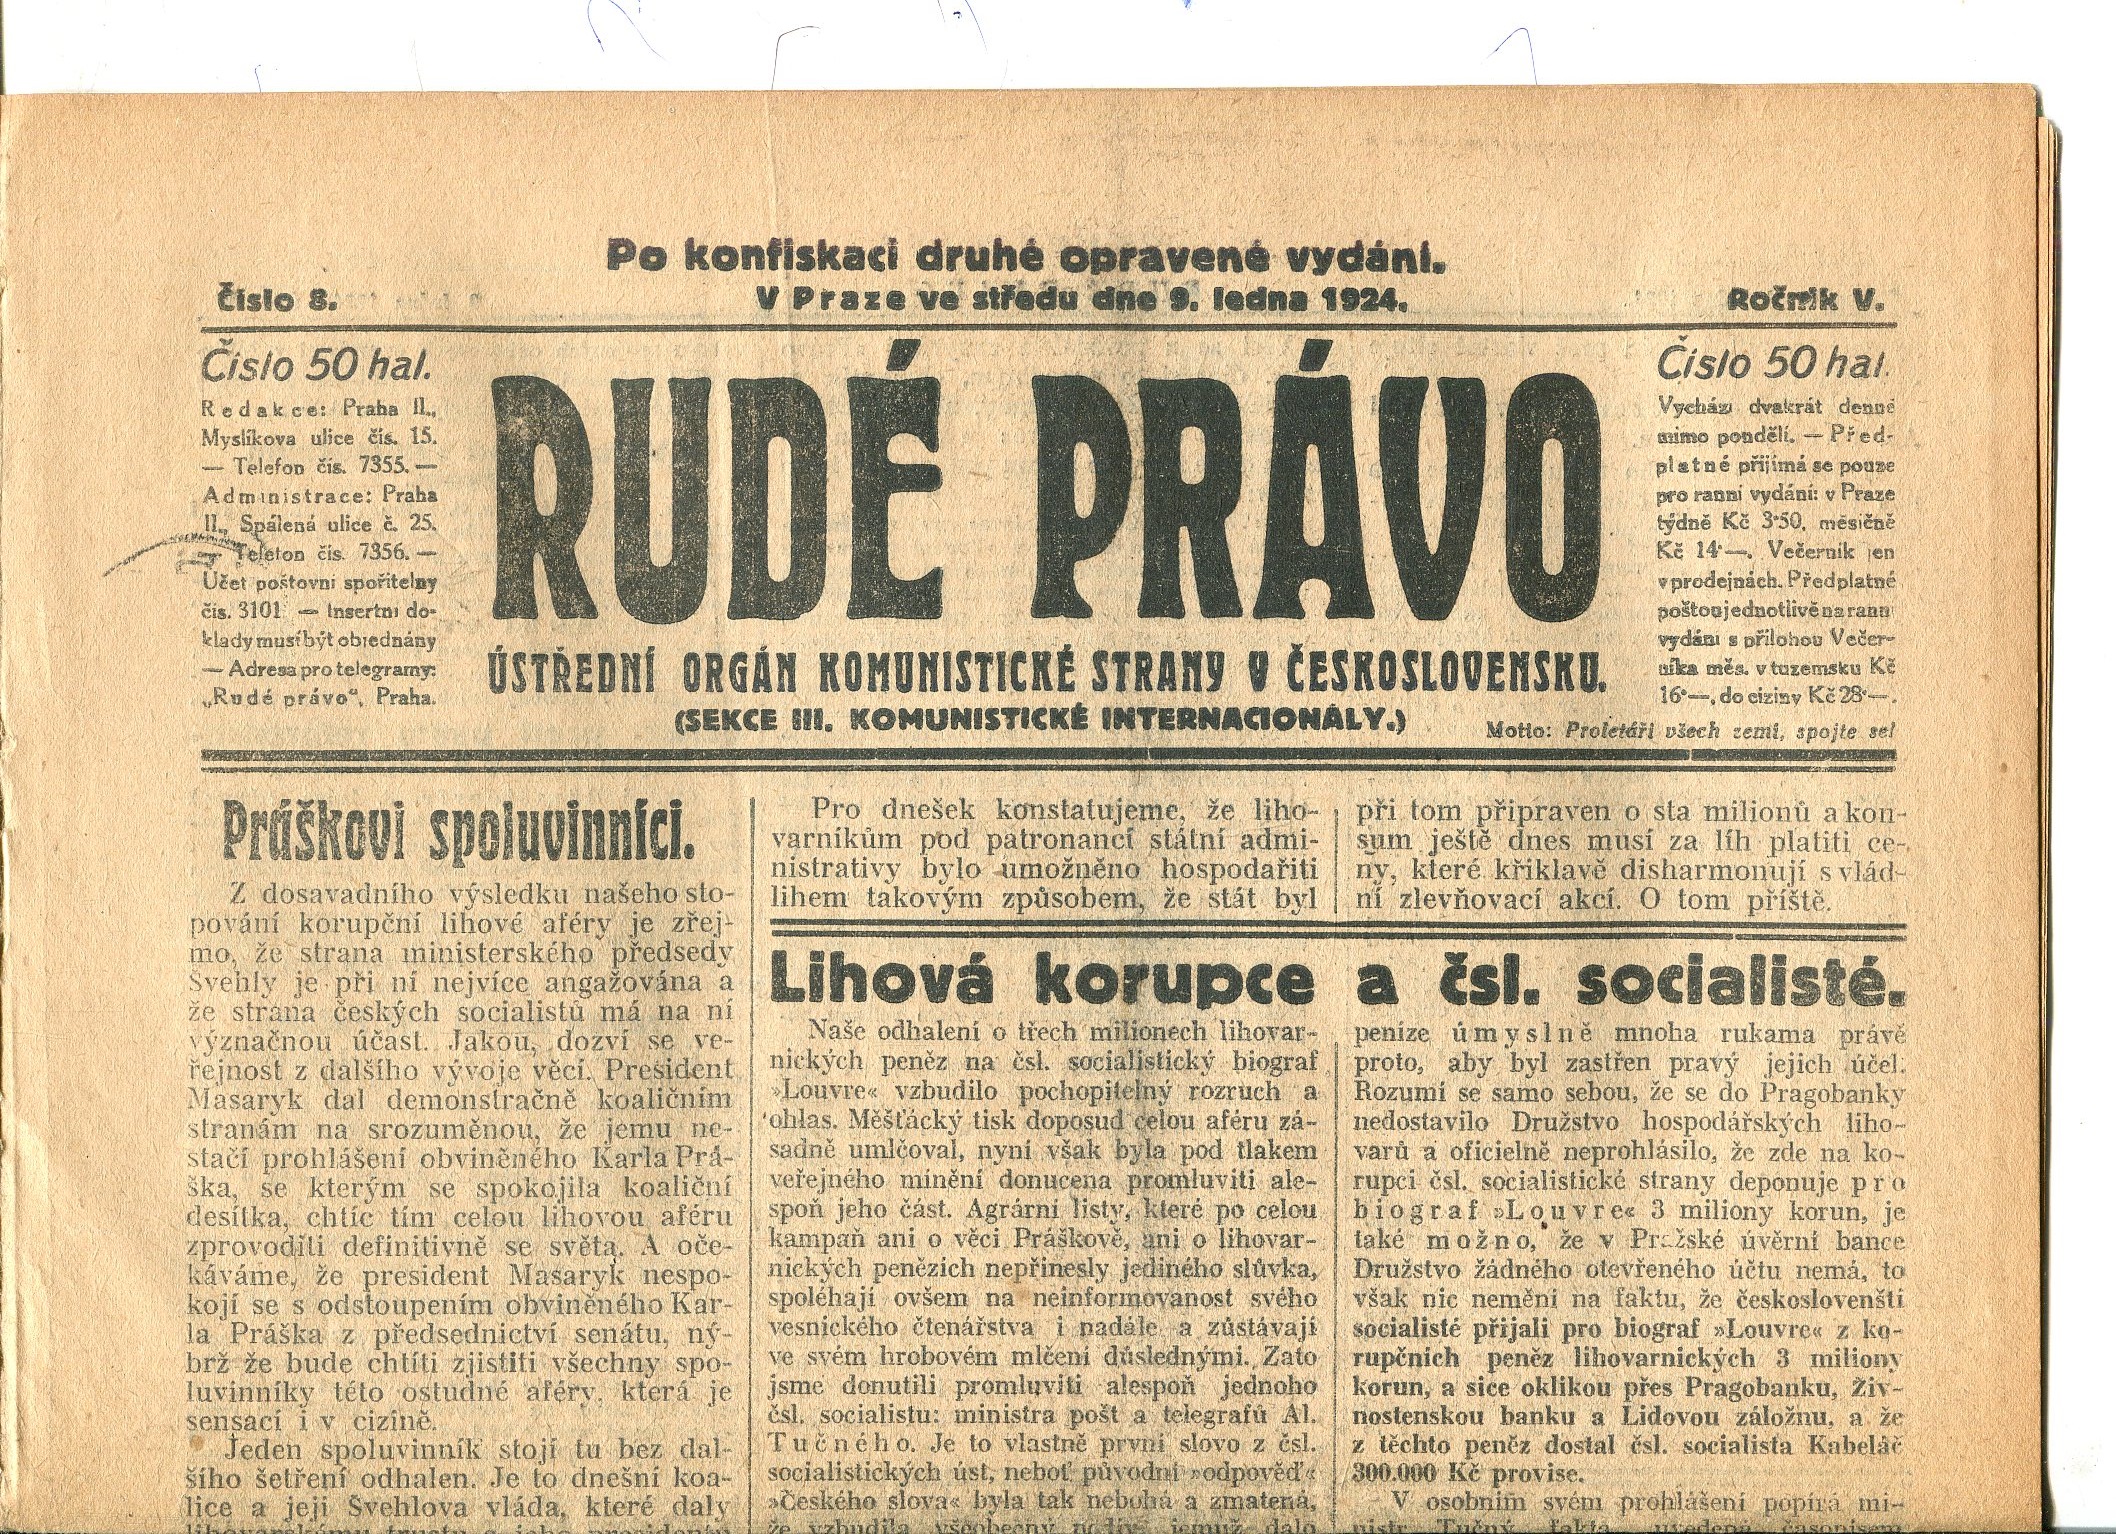 Po konfiskaci druhé opravené vydání.
Číslo 8.
V Praze ve středu dne 9. ledna 1924.
Ročník V.
Číslo 50 hal.
Redakce: Praha II.,
Myslíkova ulice čís. 15.
— Telefon čís. 7355. —
Administrace: Praha
II., Spálená ulice č. 25.
— Telefon čís. 7356. —
Účet poštovní spořitelny
čís. 3101 — Insertní do-
klady musí být objednány
— Adresa pro telegramy:
„Rudé právo“, Praha.
RUDÉ PRÁVO
ÚSTŘEDNÍ ORGÁN KOMUNISTICKÉ STRANY V ČESKOSLOVENSKU.
(SEKCE III. KOMUNISTICKÉ INTERNACIONÁLY.)
Číslo 50 hal.
Vychází dvakrát denně
mimo pondělí. — Před-
platné přijímá se pouze
pro ranní vydání: v Praze
týdně Kč 3·50, měsíčně
Kč 14·—. Večerník jen
v prodejnách. Předplatné
poštou jednotlivě na ranní
vydání s přílohou Večer-
níka měs. v tuzemsku Kč
16·—, do ciziny Kč 28·—.
Motto: Proletáři všech zemí, spojte se!
Práškovi spoluvinníci.
Z dosavadního výsledku našeho sto-
pování korupční lihové aféry je zřej-
mo, že strana ministerského předsedy
Švehly je při ní nejvíce angažována a
že strana českých socialistů má na ní
význačnou účast. Jakou, dozví se ve-
řejnost z dalšího vývoje věcí. President
Masaryk dal demonstračně koaličním
stranám na srozuměnou, že jemu ne-
stačí prohlášení obviněného Karla Prá-
ška, se kterým se spokojila koaliční
desítka, chtíc tím celou lihovou aféru
zprovoditi definitivně se světa. A oče-
káváme, že president Masaryk nespo-
kojí se s odstoupením obviněného Kar-
la Práška z předsednictví senátu, ný-
brž že bude chtíti zjistiti všechny spo-
luvinníky této ostudné aféry, která je
sensací i v cizině.
Jeden spoluvinník stojí tu bez dal-
šího šetření odhalen. Je to dnešní koa-
lice a její Švehlova vláda, které daly
lihovarskému trustu a jeho presidentu
Pro dnešek konstatujeme, že liho-
varníkům pod patronancí státní admi-
nistrativy bylo umožněno hospodařiti
lihem takovým způsobem, že stát byl
při tom připraven o sta milionů a kon-
sum ještě dnes musí za líh platiti ce-
ny, které křiklavě disharmonují s vlád-
ní zlevňovací akcí. O tom příště.
Lihová korupce a čsl. socialisté.
Naše odhalení o třech milionech lihovar-
nických peněz na čsl. socialistický biograf
»Louvre« vzbudilo pochopitelný rozruch a
ohlas. Měšťácký tisk doposud celou aféru zá-
sadně umlčoval, nyní však byla pod tlakem
veřejného mínění donucena promluviti ale-
spoň jeho část. Agrární listy, které po celou
kampaň ani o věci Práškově, ani o lihovar-
nických penězích nepřinesly jediného slůvka,
spoléhají ovšem na neinformovanost svého
vesnického čtenářstva i nadále a zůstávají
ve svém hrobovém mlčení důslednými. Zato
jsme donutili promluviti alespoň jednoho
čsl. socialistu: ministra pošt a telegrafů Al.
Tučného. Je to vlastně první slovo z čsl.
socialistických úst, neboť původní »odpověď«
»Českého slova« byla tak nebohá a zmatená,
že vzbudila všeobecný podiv, jemuž dalo
peníze úmyslně mnoha rukama právě
proto, aby byl zastřen pravý jejich účel.
Rozumí se samo sebou, že se do Pragobanky
nedostavilo Družstvo hospodářských liho-
varů a oficielně neprohlásilo, že zde na ko-
rupci čsl. socialistické strany deponuje pro
biograf »Louvre« 3 miliony korun, je
také možno, že v Pražské úvěrní bance
Družstvo žádného otevřeného účtu nemá, to
však nic nemění na faktu, že českoslovenští
socialisté přijali pro biograf »Louvre« z ko-
rupčních peněz lihovarnických 3 miliony
korun, a sice oklikou přes Pragobanku, Živ-
nostenskou banku a Lidovou záložnu, a že
z těchto peněz dostal čsl. socialista Kabeláč
300.000 Kč provise.
V osobním svém prohlášení popírá mi-
nistr Tučný fakta, uvedená časopisem